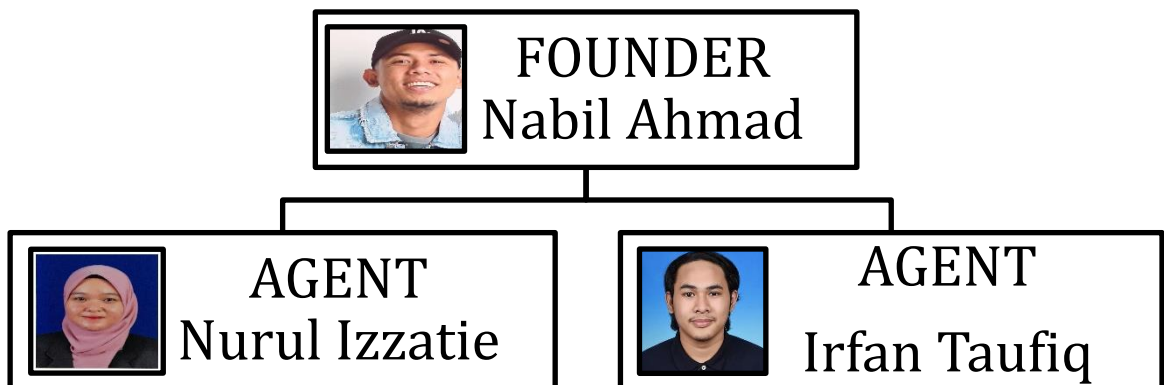 FOUNDER
Nabil Ahmad
AGENT
Nurul Izzatie
AGENT
Irfan Taufiq